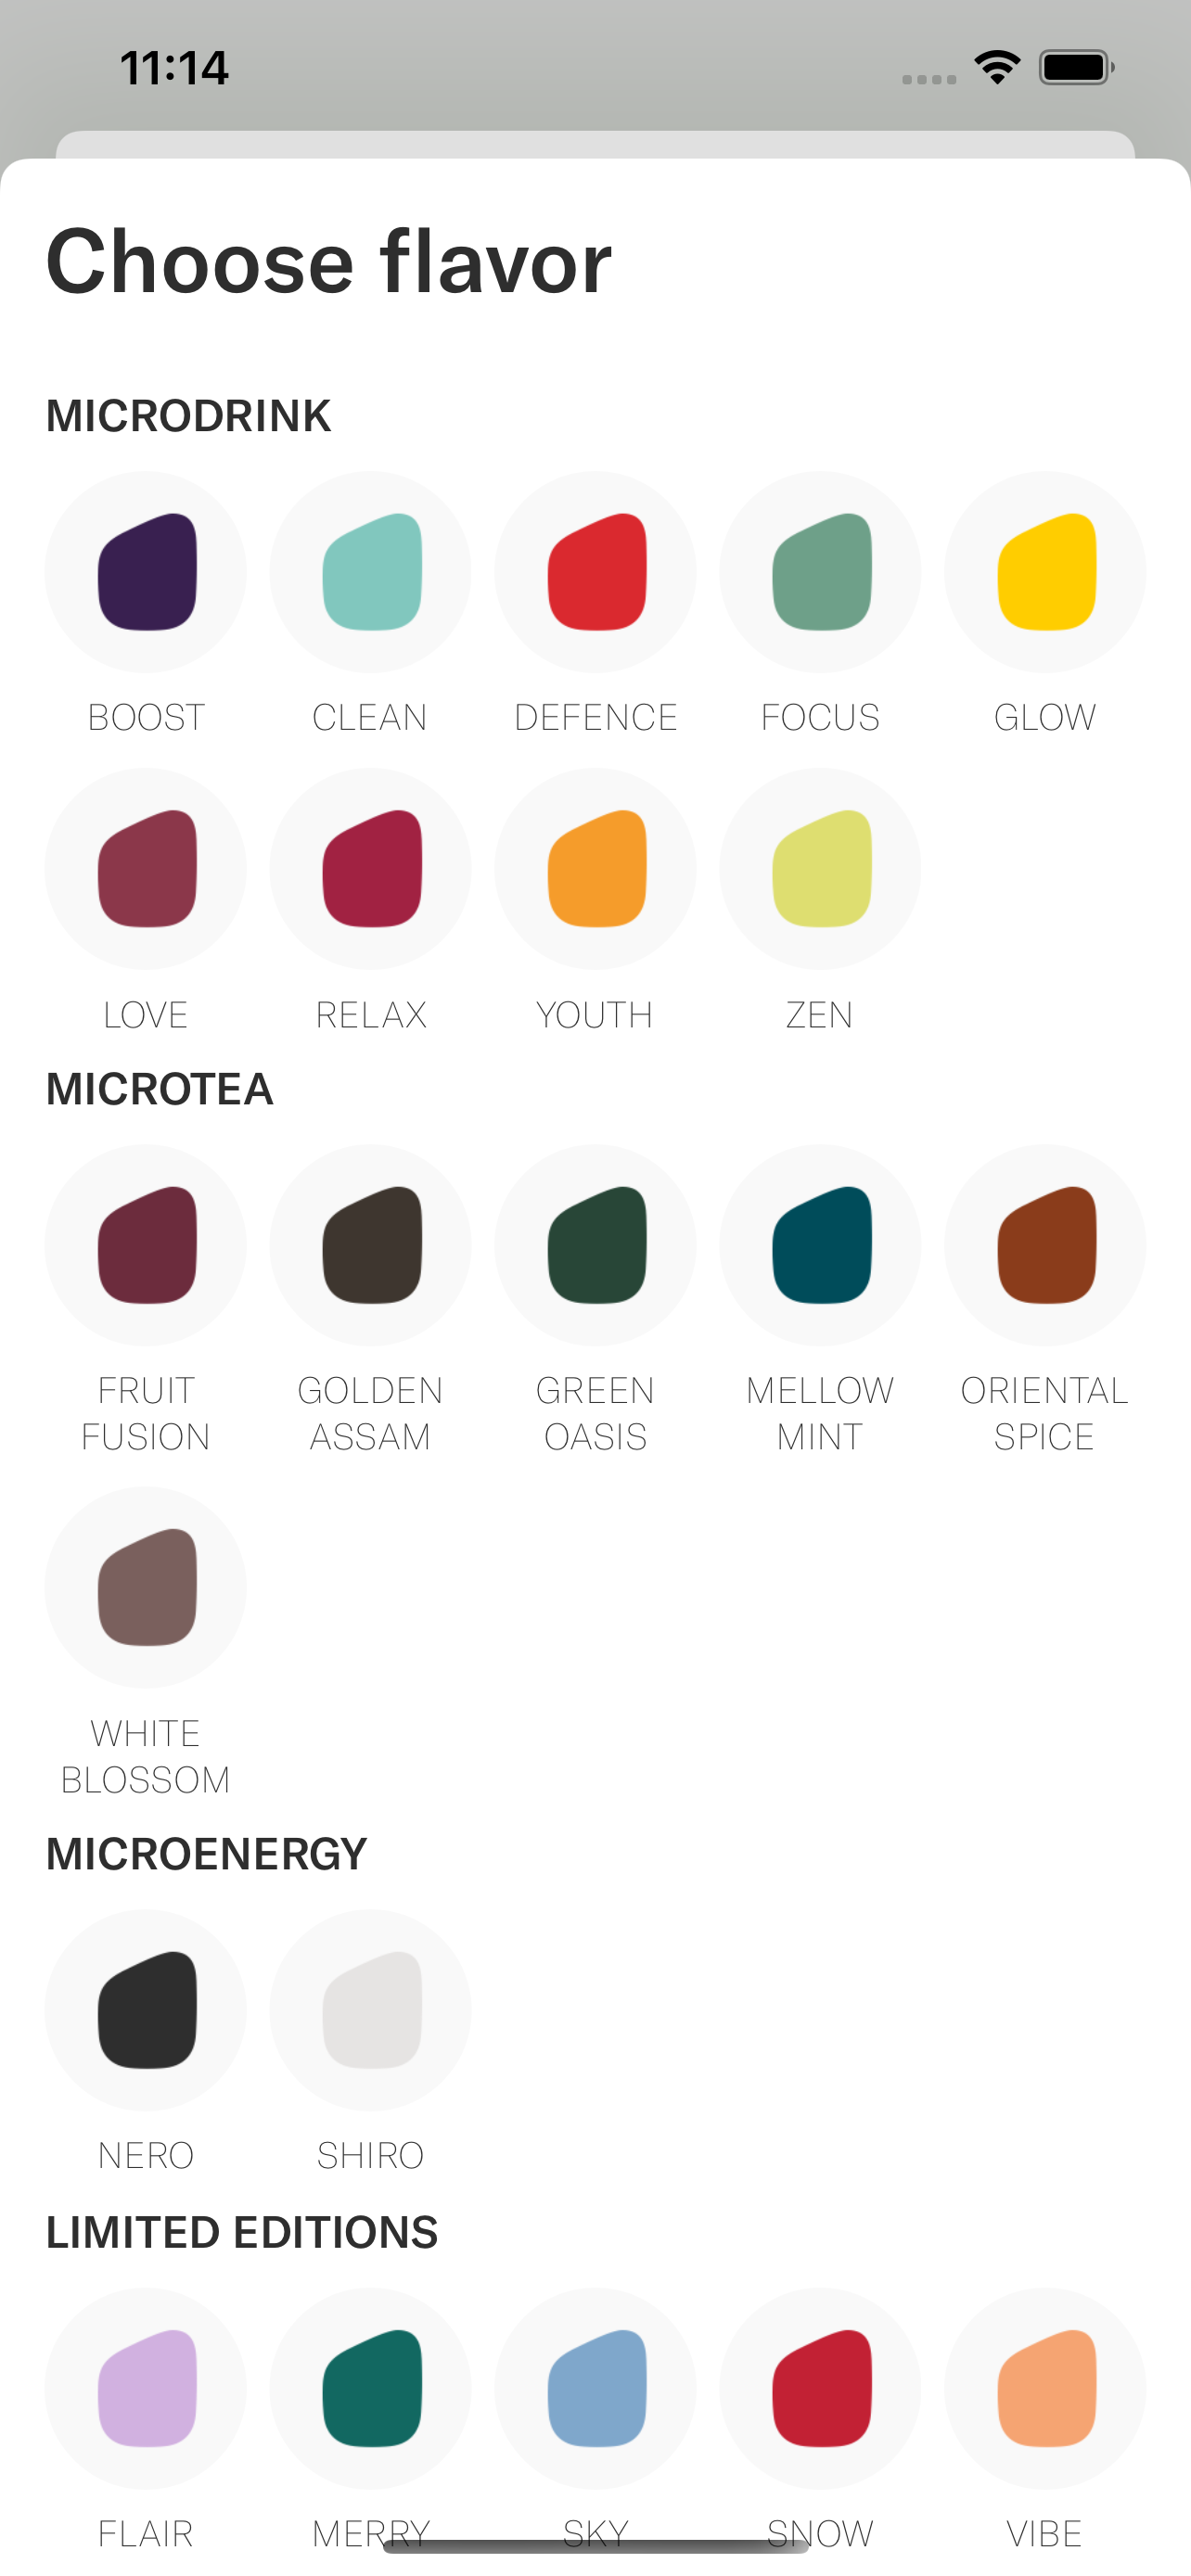 11:14
Choose flavor
MICRODRINK
BOOST CLEAN DEFENCE FOCUS GLOW
LOVE RELAX YOUTH ZEN
MICROTEA
FRUIT FUSION
GOLDEN ASSAM
GREEN OASIS
MELLOW MINT
ORIENTAL SPICE
WHITE
BLOSSOM
MICROENERGY
NERO SHIRO
LIMITED EDITIONS
FLAIR MERRY SKY SNOW VIBE